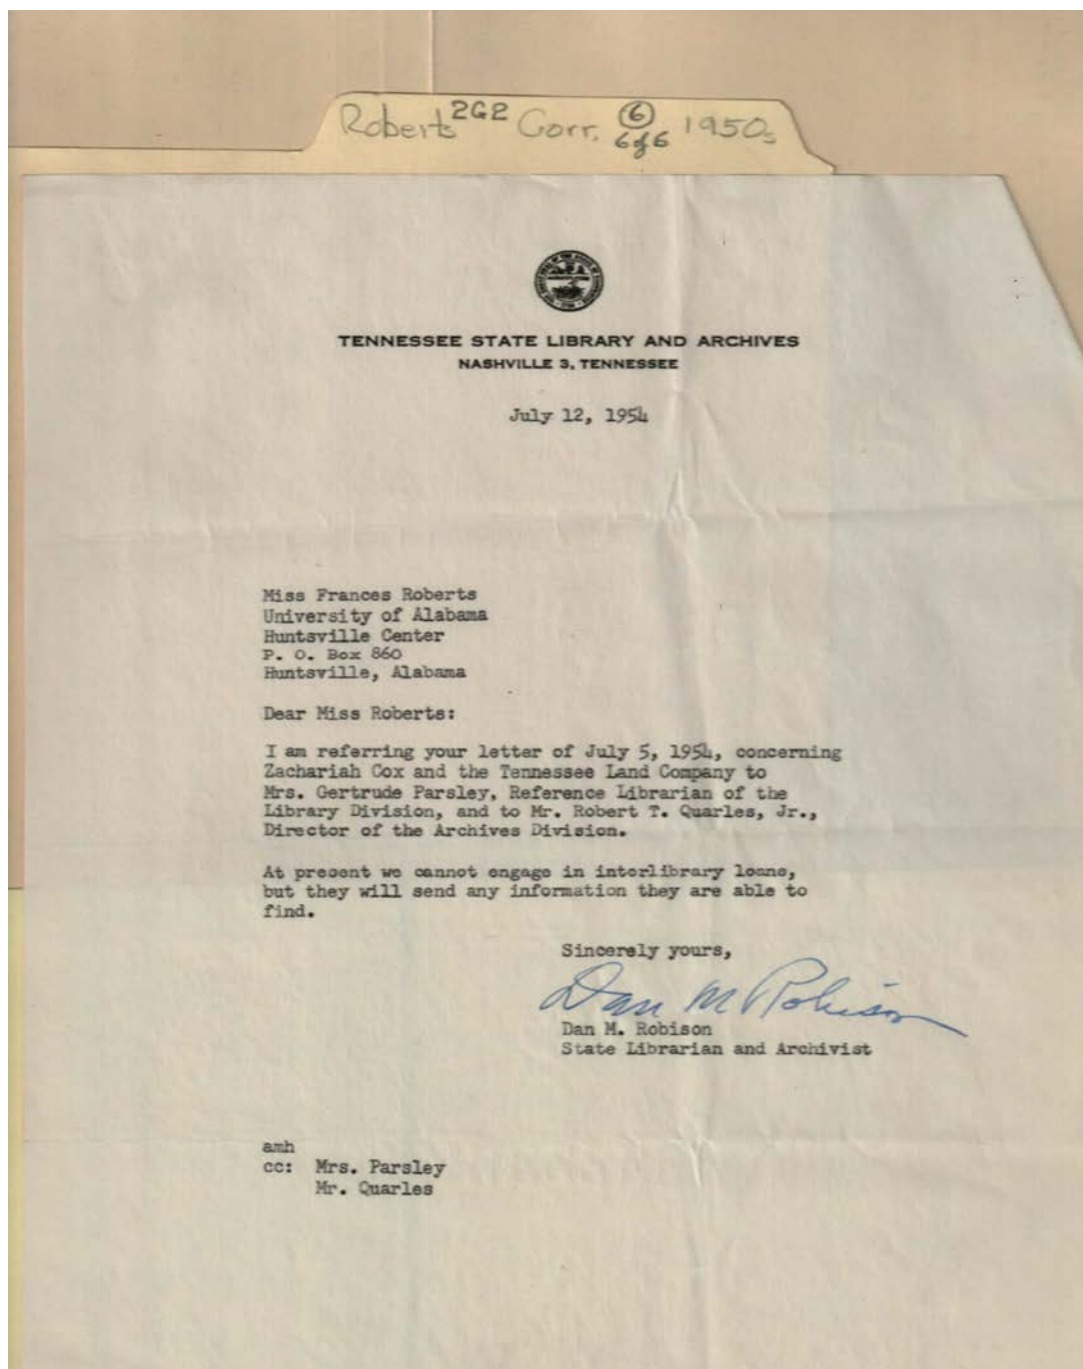 Roberts 2G2 Corr. 6 1950s
6 of 6
TENNESSEE STATE LIBRARY AND ARCHIVES
NASHVILLE 3, TENNESSEE
July 12, 1954
Miss Frances Roberts
University of Alabama
Huntsville Center
P. O. Box 860
Huntsville, Alabama
Dear Miss Roberts:
I am referring your letter of July 5, 1954, concerning
Zachariah Cox and the Tennessee Land Company to
Mrs. Gertrude Parsley, Reference Librarian of the
Library Division, and to Mr. Robert T. Quarles, Jr.,
Director of the Archives Division.
At present we cannot engage in interlibrary loans,
but they will send any information they are able to
find.
Sincerely yours,
Dan M Robison
Dan M. Robison
State Librarian and Archivist
amh
cc: Mrs. Parsley
Mr. Quarles